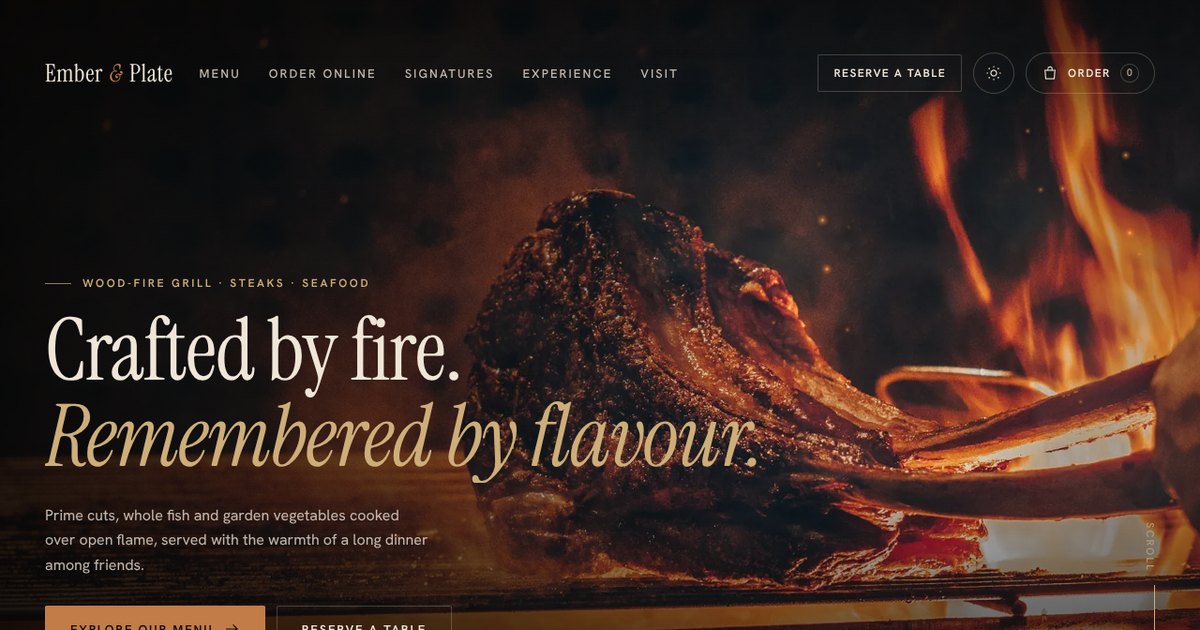 Ember & Plate
MENU
ORDER ONLINE
SIGNATURES
EXPERIENCE
VISIT
RESERVE A TABLE
ORDER
0
WOOD-FIRE GRILL · STEAKS · SEAFOOD
Crafted by fire.
Remembered by flavour.
Prime cuts, whole fish and garden vegetables cooked
over open flame, served with the warmth of a long dinner
among friends.
EXPLORE OUR MENU →
RESERVE A TABLE
SCROLL